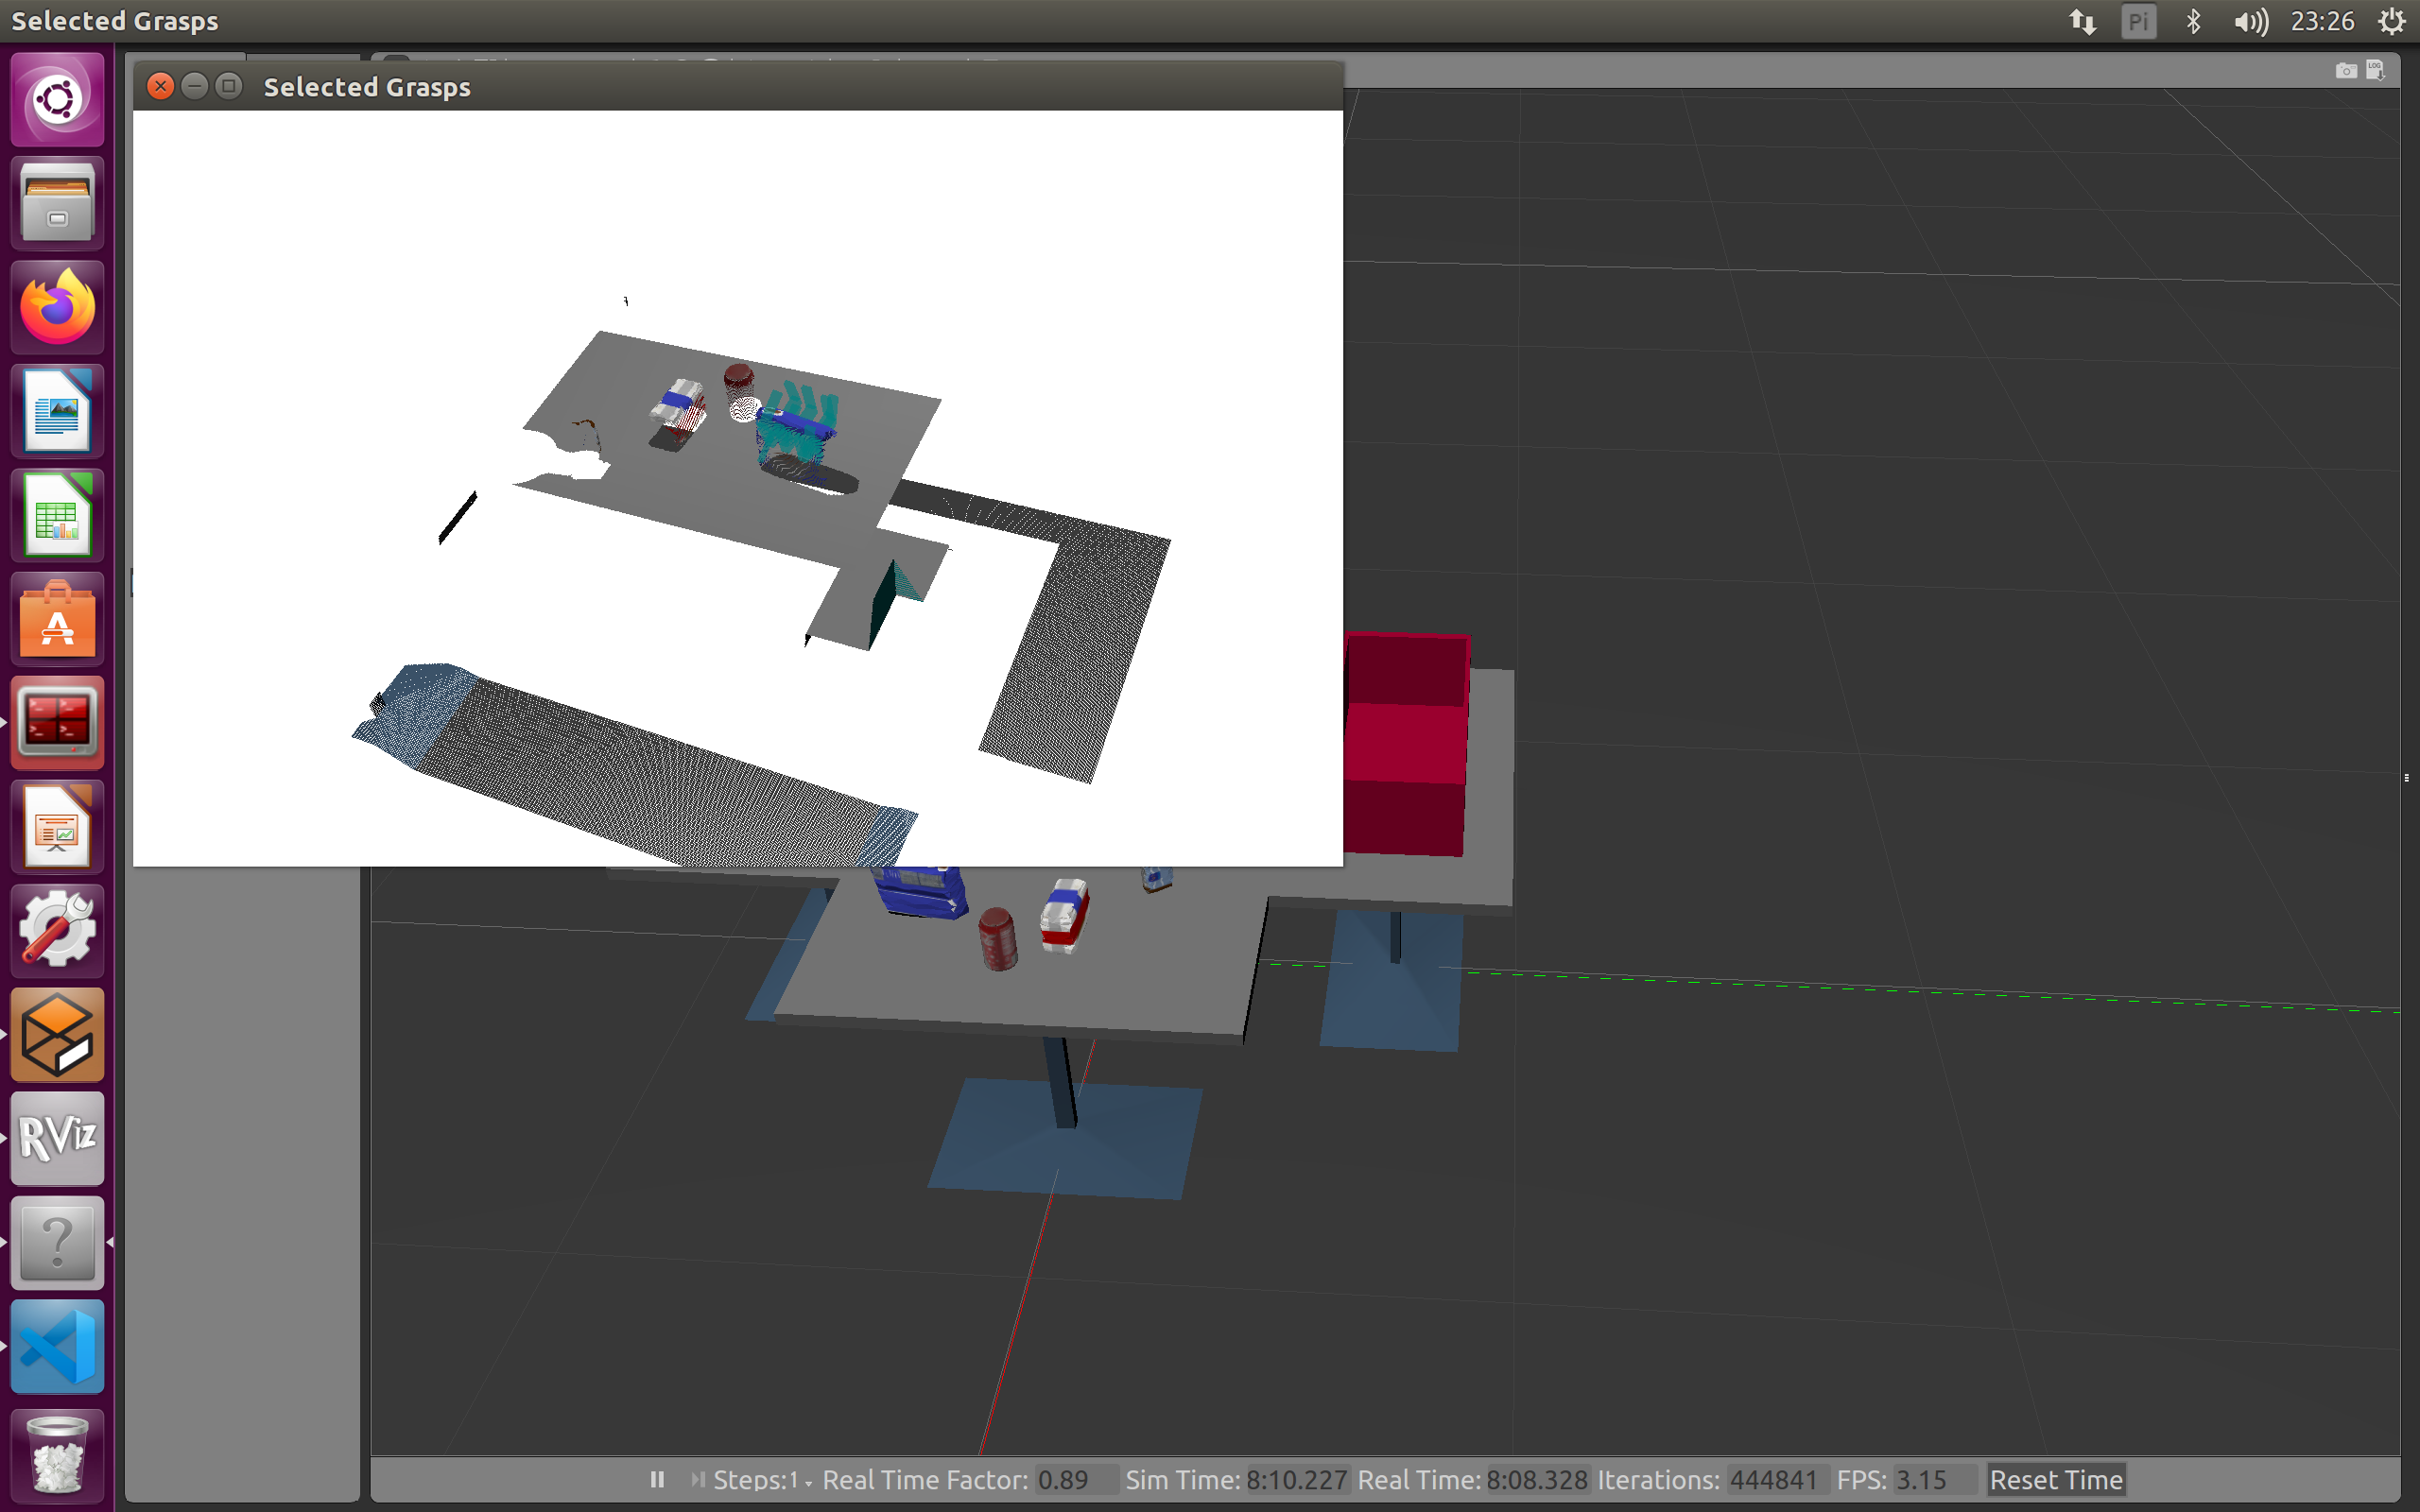 Selected Grasps
Pi
23:26
LOG
Selected Grasps
A
RViz
?
Steps: 1 Real Time Factor: 0.89 Sim Time: 8:10.227 Real Time: 8:08.328 Iterations: 444841 FPS: 3.15 Reset Time